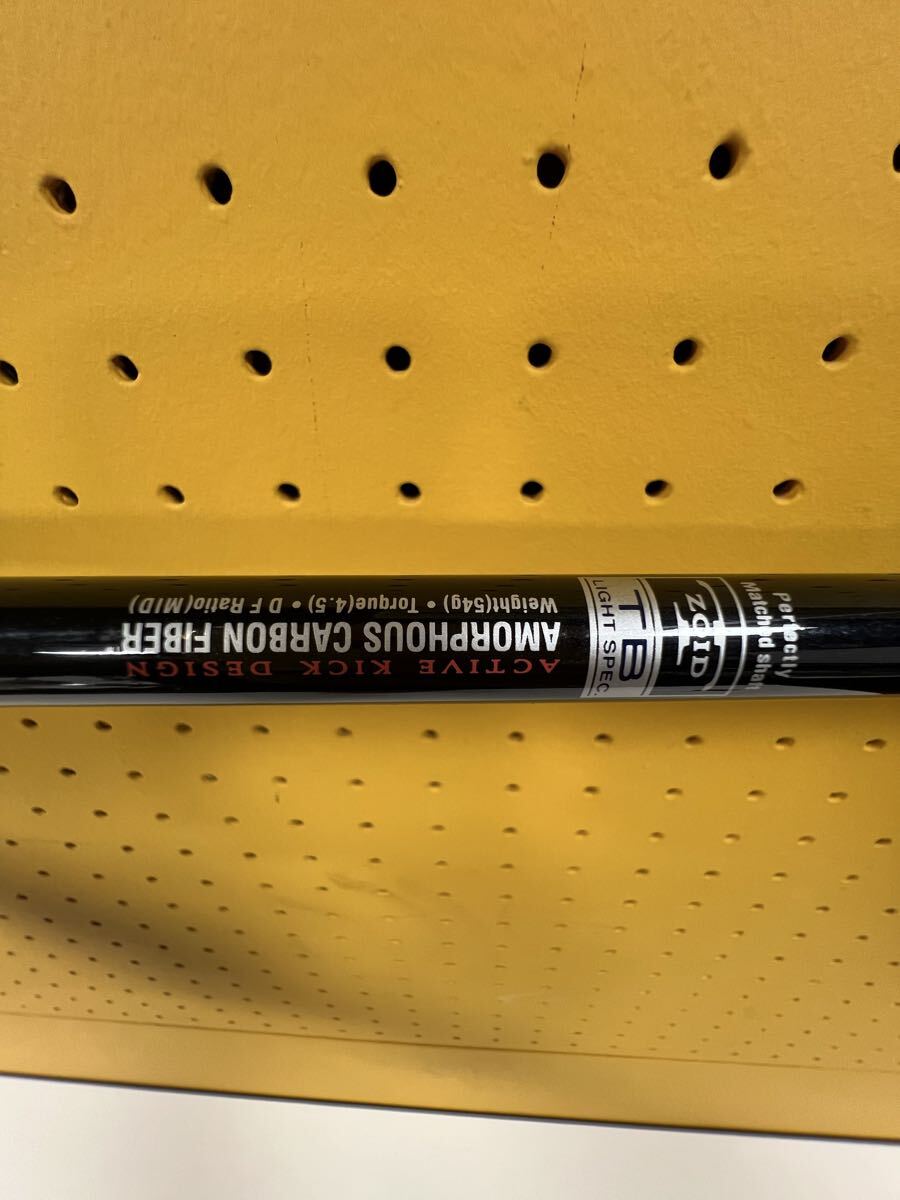 Perfectly
Matched shaft
ZOID
TB
LIGHT SPEC.
ACTIVE KICK DESIGN
AMORPHOUS CARBON FIBER™
Weight(54g) • Torque(4.5) • D F Ratio(MID)